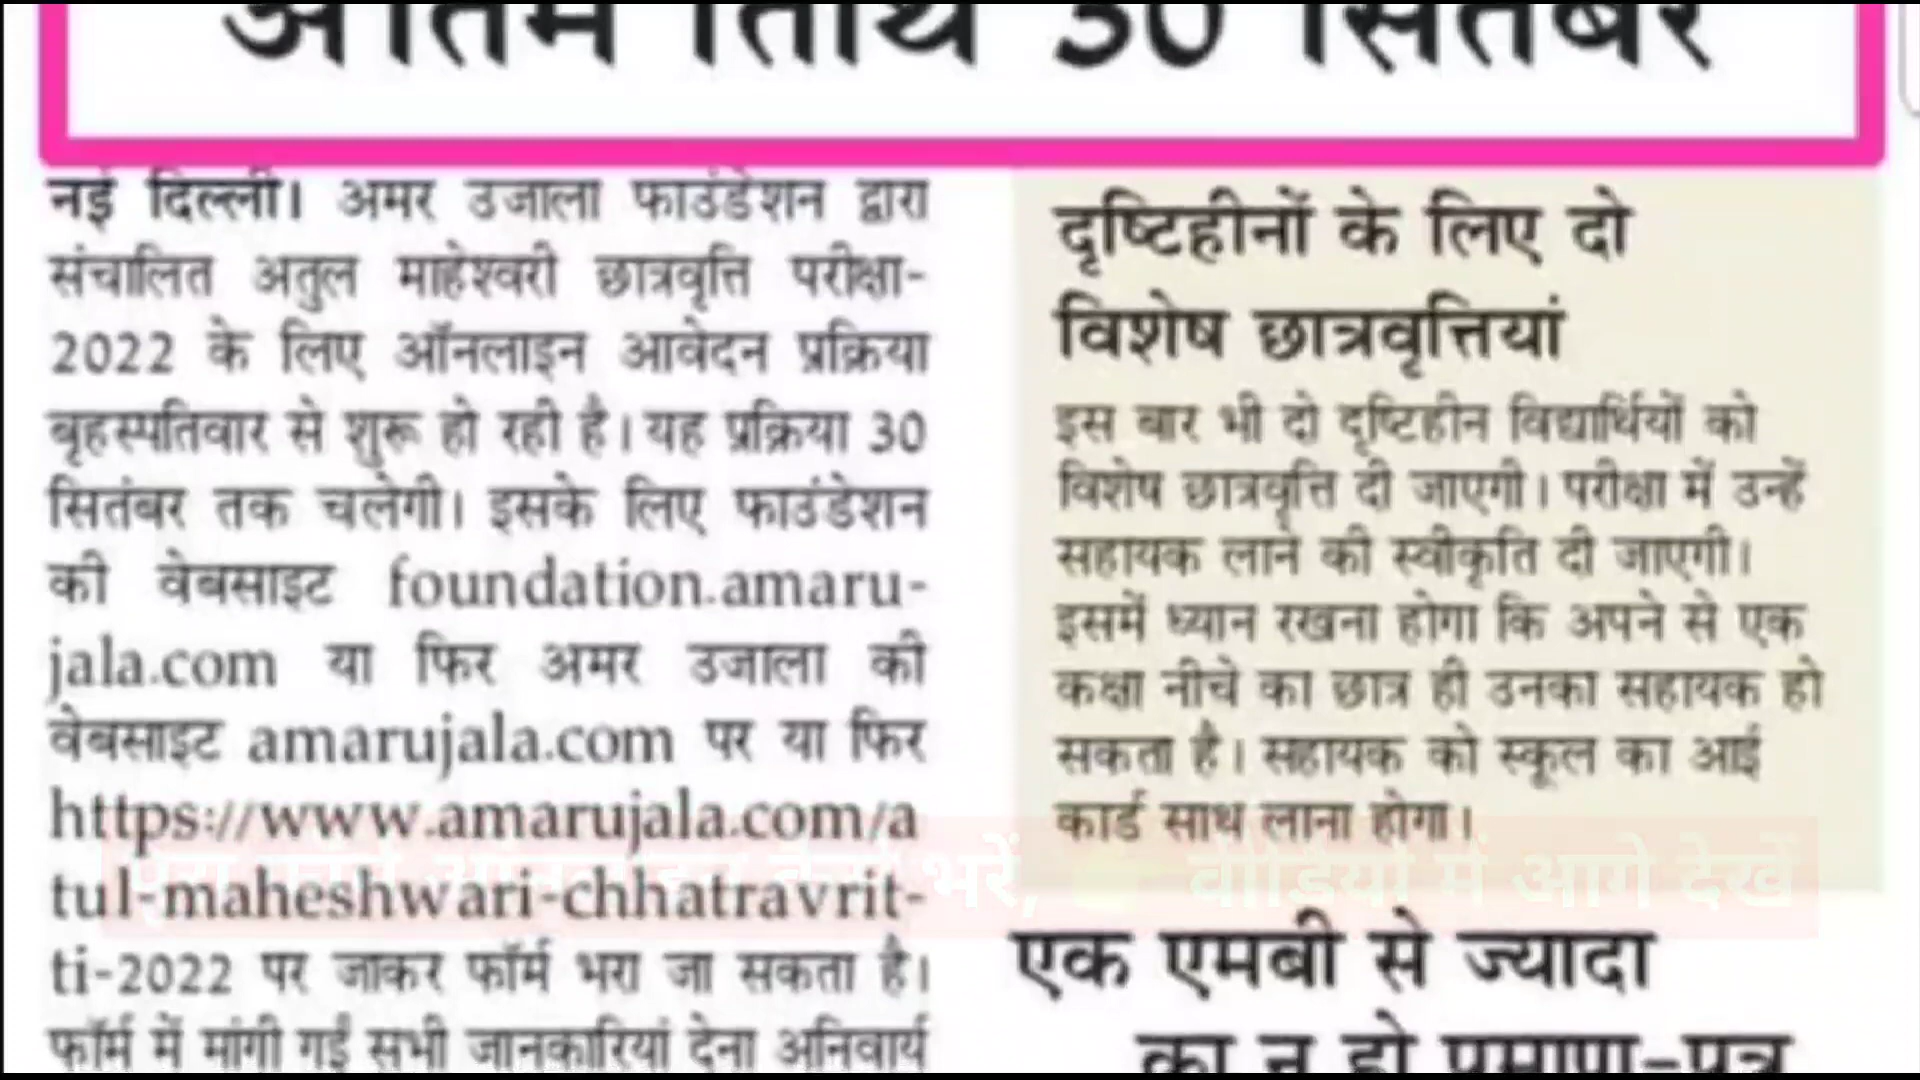 अंतिम तिथि 30 सितंबर
नई दिल्ली। अमर उजाला फाउंडेशन द्वारा
संचालित अतुल माहेश्वरी छात्रवृत्ति परीक्षा-
2022 के लिए ऑनलाइन आवेदन प्रक्रिया
बृहस्पतिवार से शुरू हो रही है। यह प्रक्रिया 30
सितंबर तक चलेगी। इसके लिए फाउंडेशन
की वेबसाइट foundation.amaru-
jala.com या फिर अमर उजाला की
वेबसाइट amarujala.com पर या फिर
https://www.amarujala.com/a
tul-maheshwari-chhatravrit-
ti-2022 पर जाकर फॉर्म भरा जा सकता है।
फॉर्म में मांगी गई सभी जानकारियां देना अनिवार्य
दृष्टिहीनों के लिए दो
विशेष छात्रवृत्तियां
इस बार भी दो दृष्टिहीन विद्यार्थियों को
विशेष छात्रवृत्ति दी जाएगी। परीक्षा में उन्हें
सहायक लाने की स्वीकृति दी जाएगी।
इसमें ध्यान रखना होगा कि अपने से एक
कक्षा नीचे का छात्र ही उनका सहायक हो
सकता है। सहायक को स्कूल का आई
कार्ड साथ लाना होगा।
एक एमबी से ज्यादा
का न हो प्रमाण-पत्र
भरें, वीडियो में आगे देखें